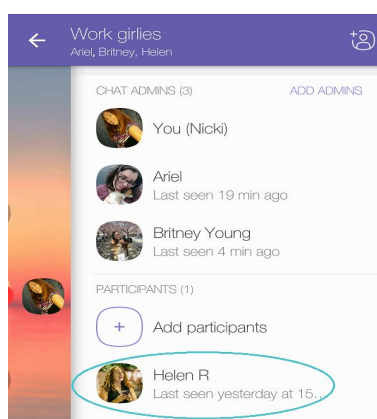 Work girlies
Ariel, Britney, Helen
CHAT ADMINS (3) ADD ADMINS
You (Nicki)
Ariel
Last seen 19 min ago
Britney Young
Last seen 4 min ago
PARTICIPANTS (1)
+ Add participants
Helen R
Last seen yesterday at 15...